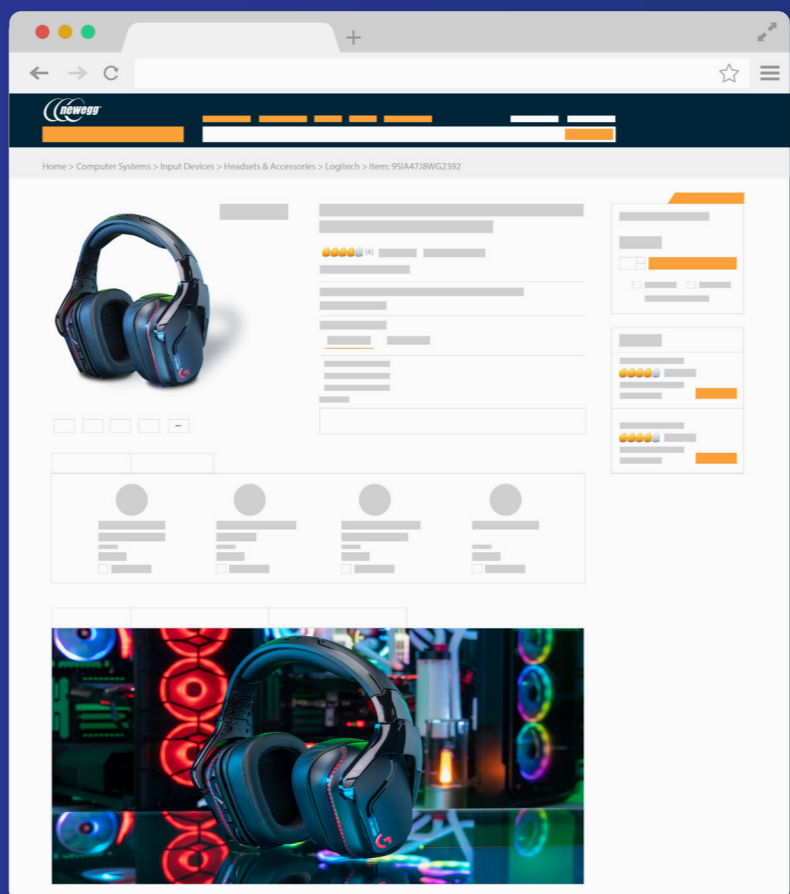 newegg
Home > Computer Systems > Input Devices > Headsets & Accessories > Logitech > Item: 9SIA47J8WG2392
(4)